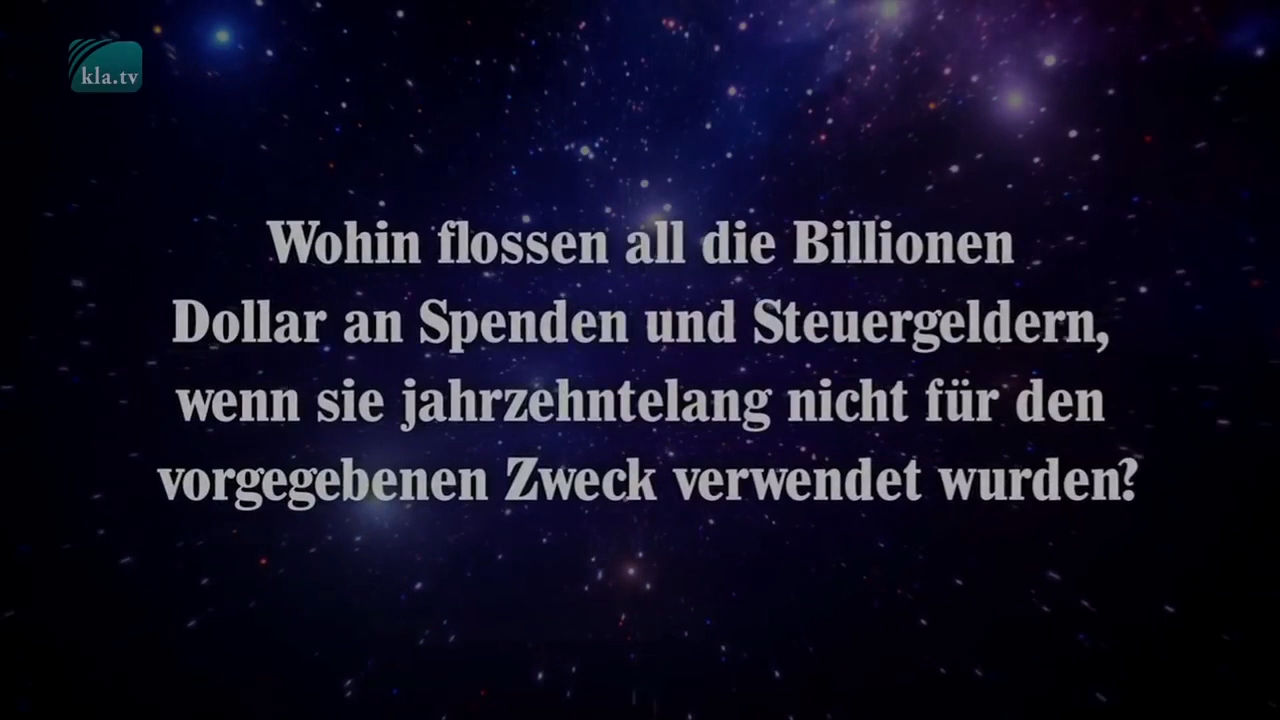 kla.tv
Wohin flossen all die Billionen
Dollar an Spenden und Steuergeldern,
wenn sie jahrzehntelang nicht für den
vorgegebenen Zweck verwendet wurden?